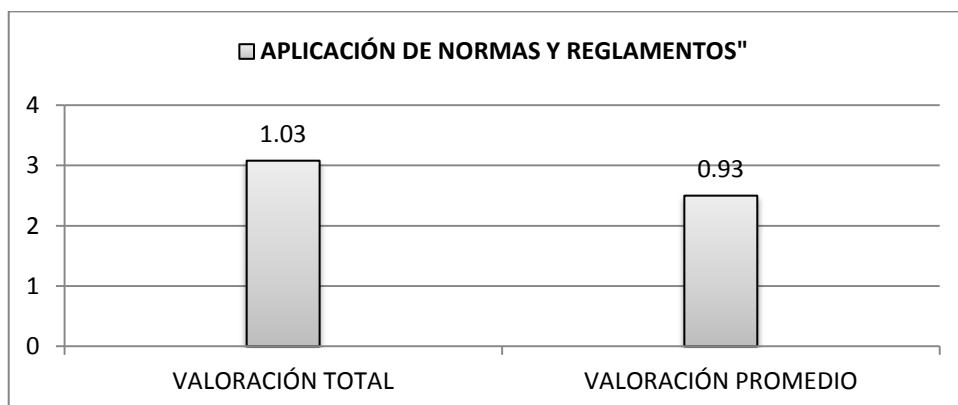 APLICACIÓN DE NORMAS Y REGLAMENTOS"
4
3
2
1
0
1.03
0.93
VALORACIÓN TOTAL
VALORACIÓN PROMEDIO